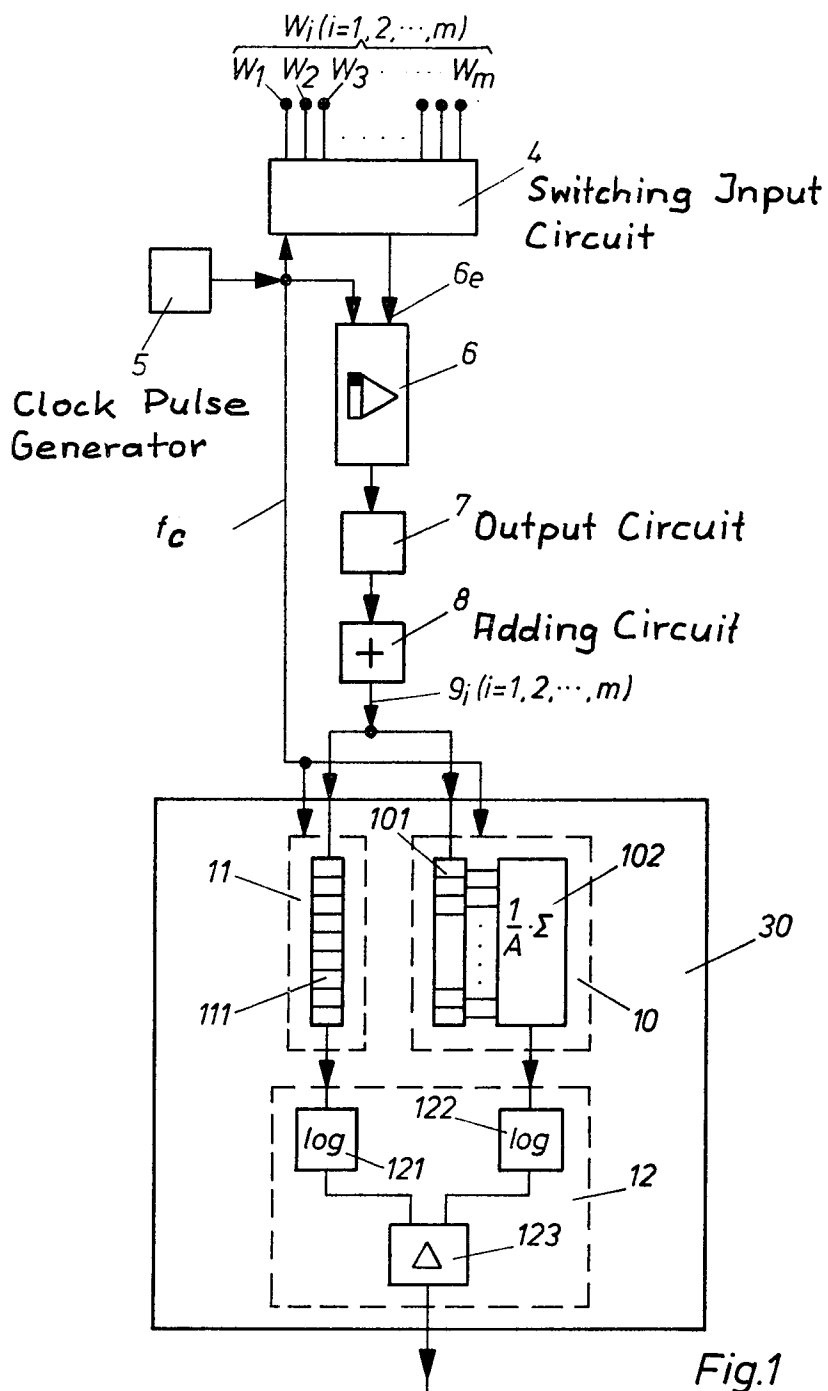 Wi (i=1, 2, ···, m)
W1 W2 W3 ····· Wm
4
Switching Input
Circuit
5
Clock Pulse
Generator
6e
6
fc
7
Output Circuit
8
Adding Circuit
+
9i (i=1, 2, ···, m)
11
101
102
1/A · Σ
30
111
10
log
121
122
log
12
Δ
123
Fig.1